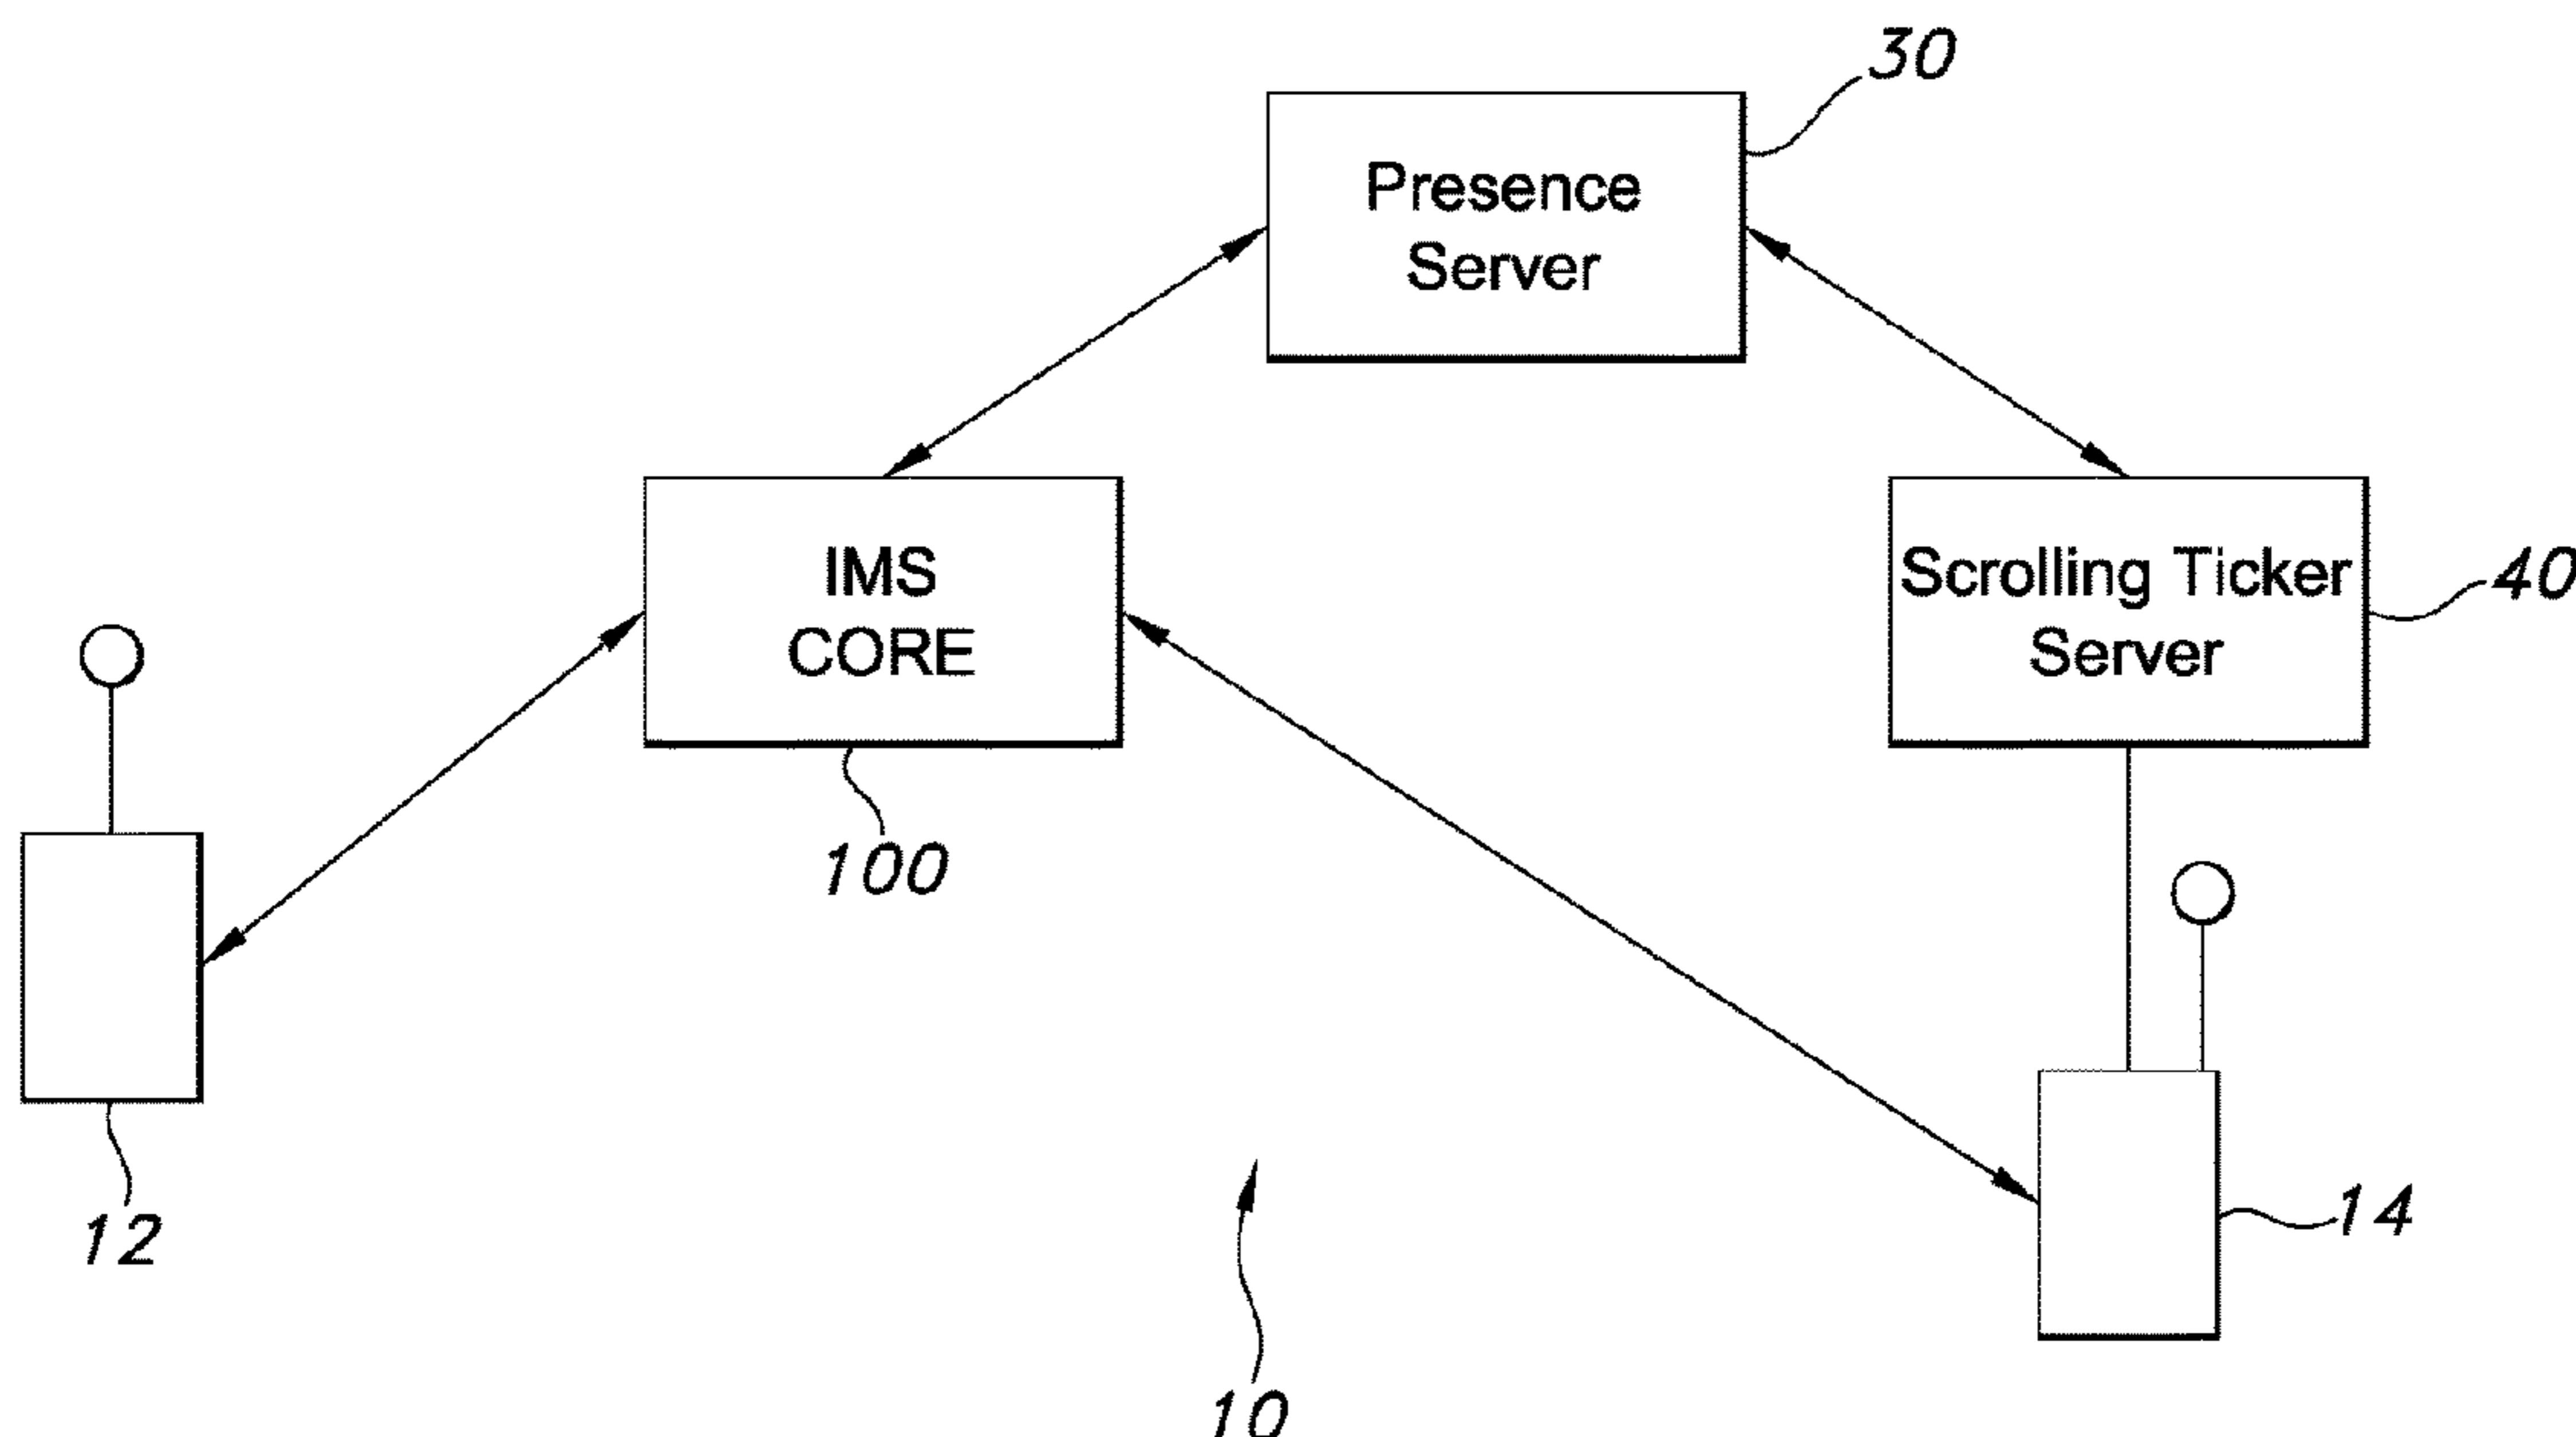 30
Presence
Server
IMS
CORE
Scrolling Ticker
Server
40
100
12
14
10